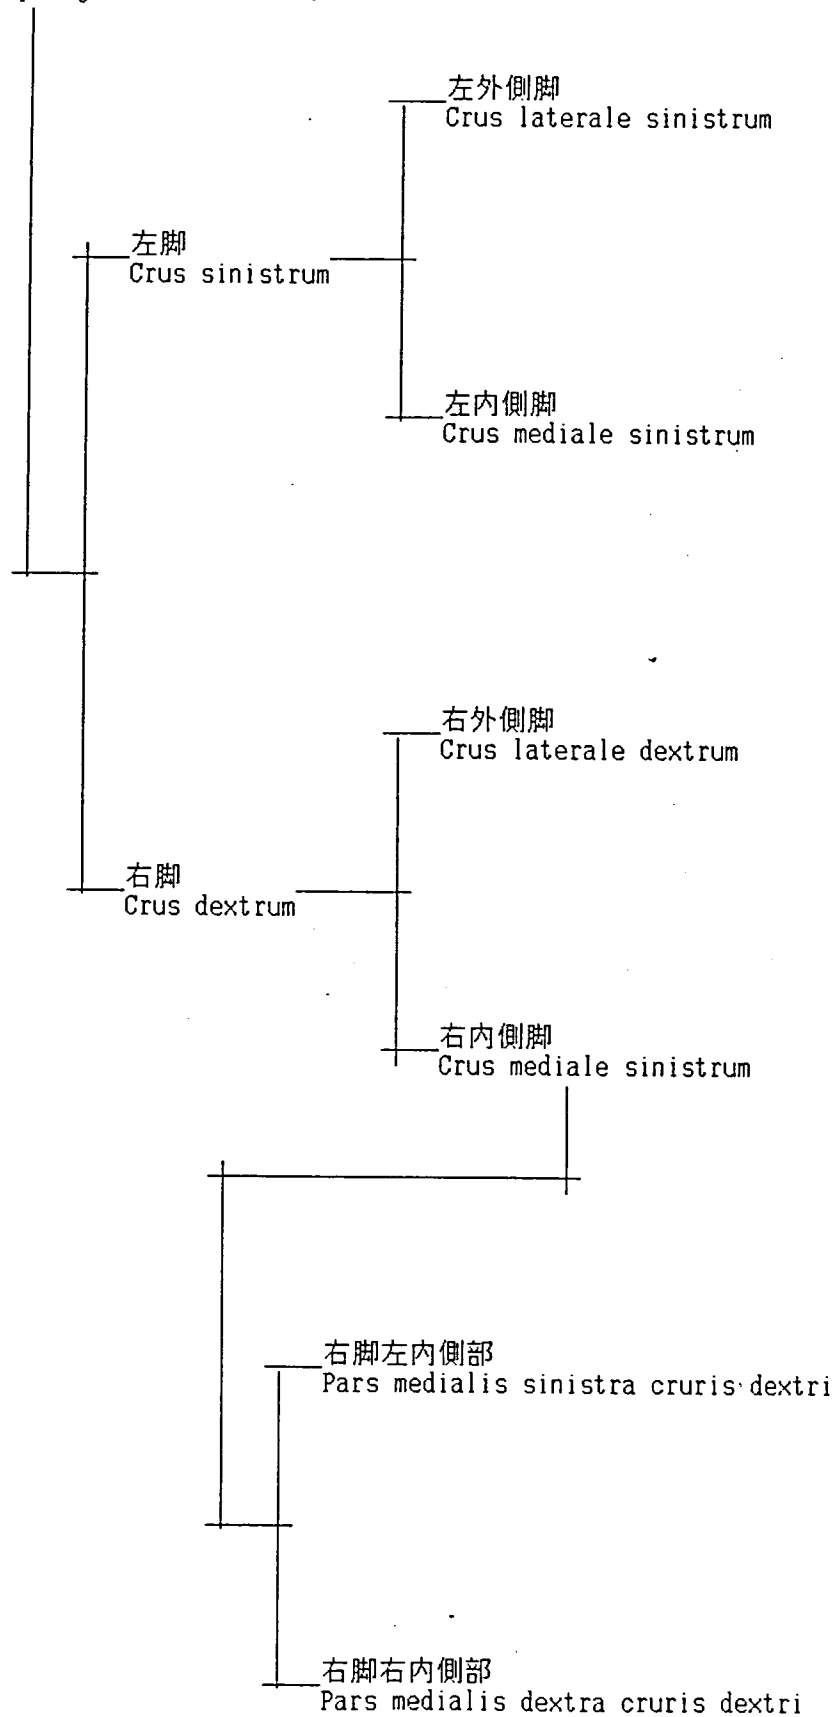 左外側脚
Crus laterale sinistrum
左脚
Crus sinistrum
左内側脚
Crus mediale sinistrum
右外側脚
Crus laterale dextrum
右脚
Crus dextrum
右内側脚
Crus mediale sinistrum
右脚左内側部
Pars medialis sinistra cruris dextri
右脚右内側部
Pars medialis dextra cruris dextri